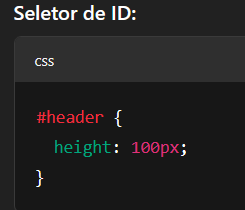 Seletor de ID:
css
#header {
  height: 100px;
}